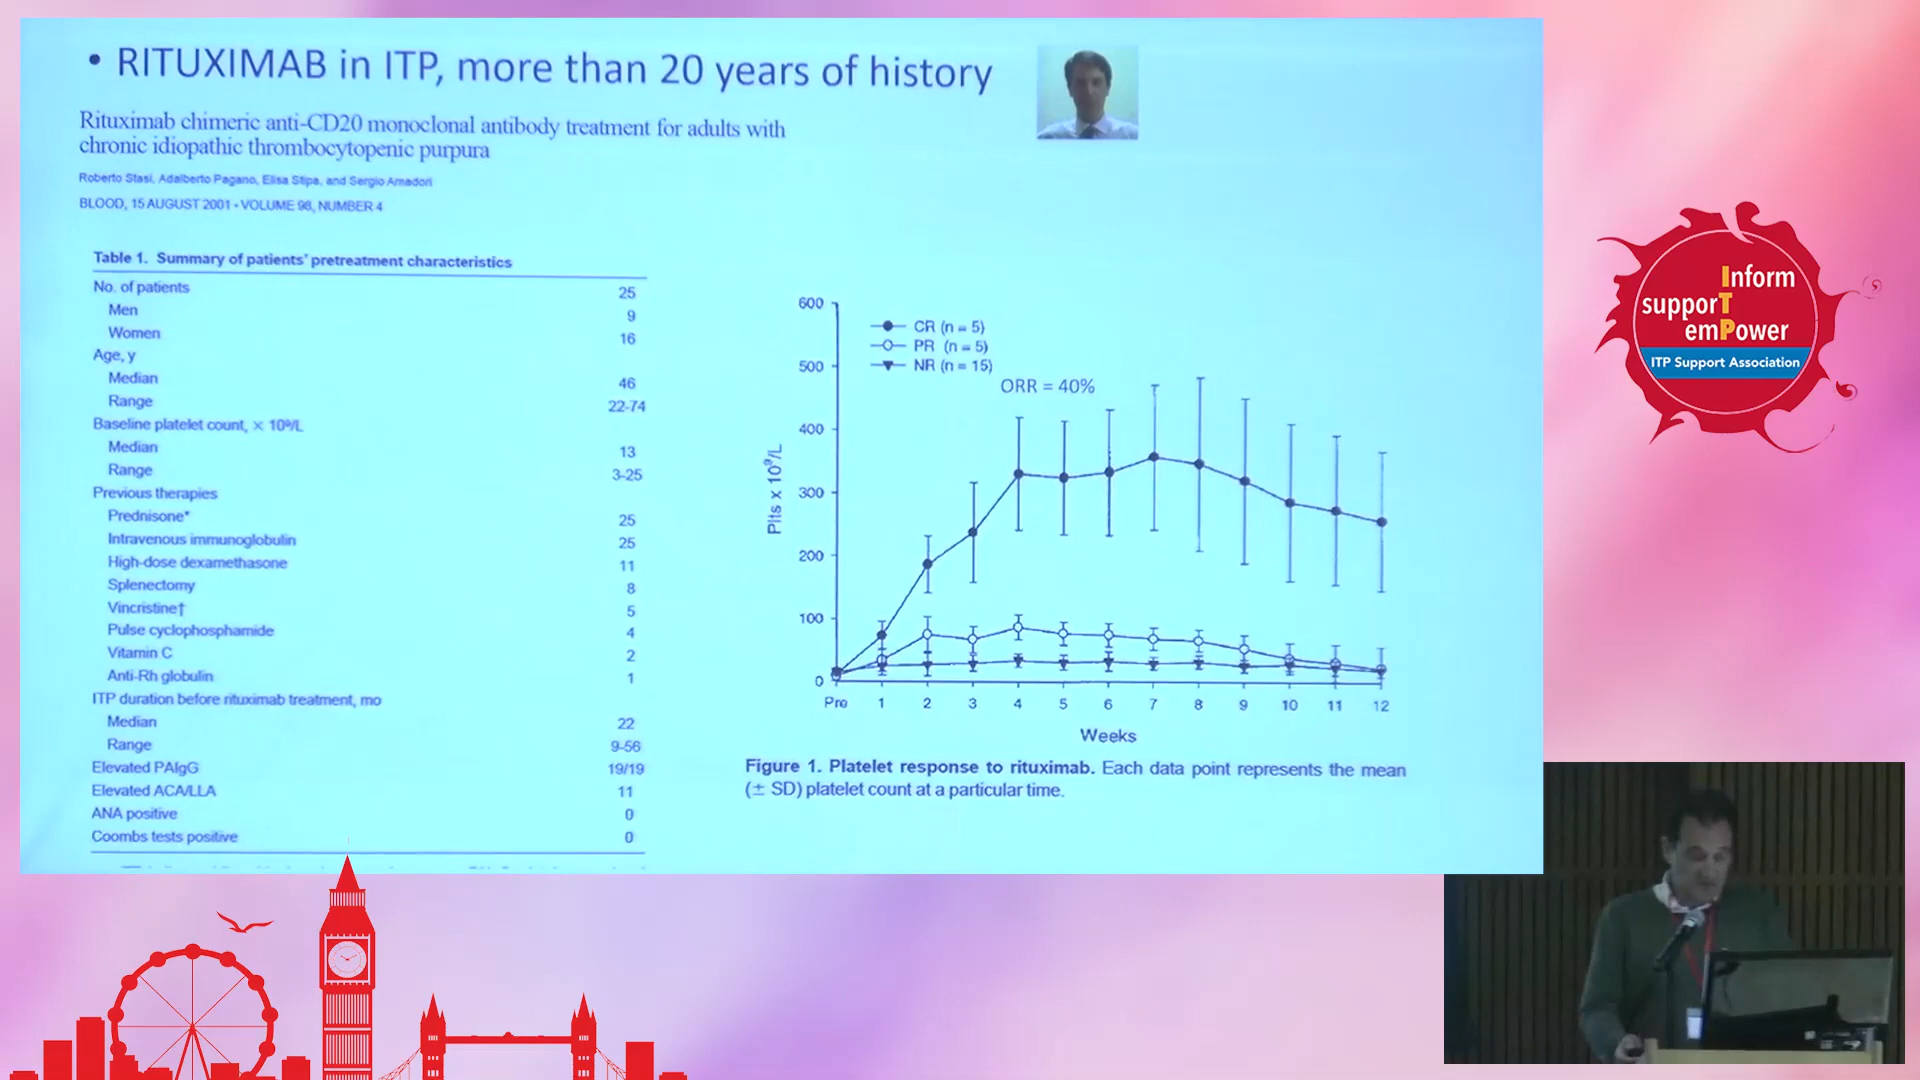 • RITUXIMAB in ITP, more than 20 years of history
Rituximab chimeric anti-CD20 monoclonal antibody treatment for adults with
chronic idiopathic thrombocytopenic purpura
Roberto Stasi, Adalberto Pagano, Elisa Stipa, and Sergio Amadori
BLOOD, 15 AUGUST 2001 • VOLUME 98, NUMBER 4
Table 1. Summary of patients' pretreatment characteristics
No. of patients 25
Men 9
Women 16
Age, y
Median 46
Range 22-74
Baseline platelet count, × 10⁹/L
Median 13
Range 3-25
Previous therapies
Prednisone* 25
Intravenous immunoglobulin 25
High-dose dexamethasone 11
Splenectomy 8
Vincristine† 5
Pulse cyclophosphamide 4
Vitamin C 2
Anti-Rh globulin 1
ITP duration before rituximab treatment, mo
Median 22
Range 9-56
Elevated PAIgG 19/19
Elevated ACA/LLA 11
ANA positive 0
Coombs tests positive 0
CR (n = 5)
PR (n = 5)
NR (n = 15)
ORR = 40%
600
500
400
300
200
100
0
Plts x 10⁹/L
Pre 1 2 3 4 5 6 7 8 9 10 11 12
Weeks
Figure 1. Platelet response to rituximab. Each data point represents the mean
(± SD) platelet count at a particular time.
Inform
supporT
emPower
ITP Support Association